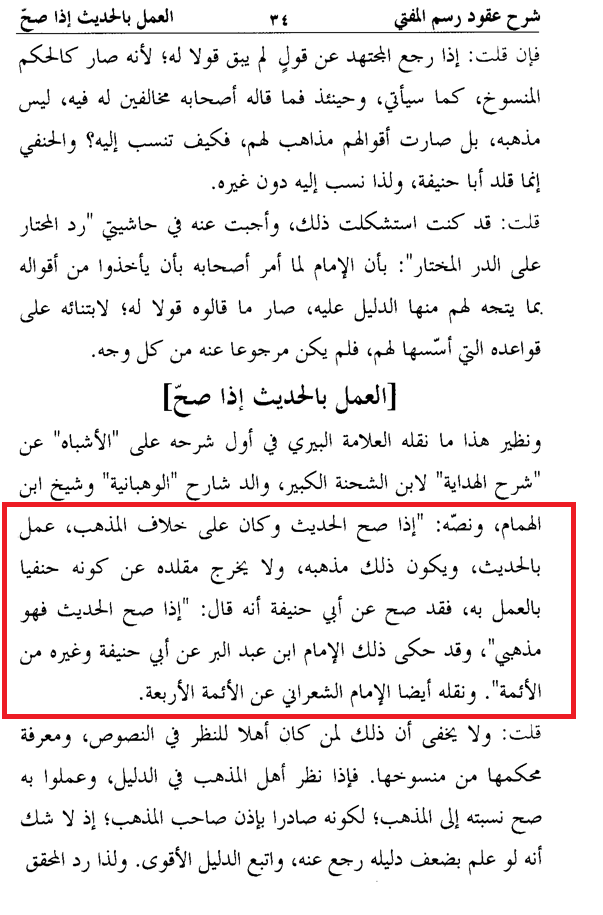 شرح عقود رسم المفتي ٣٤ العمل بالحديث إذا صحّ
فإن قلت: إذا رجع المجتهد عن قولٍ لم يبق قولا له؛ لأنه صار كالحكم
المنسوخ، كما سيأتي، وحينئذ فما قاله أصحابه مخالفين له فيه، ليس
مذهبه، بل صارت أقوالهم مذاهب لهم، فكيف تنسب إليه؟ والحنفي
إنما قلد أبا حنيفة، ولذا نسب إليه دون غيره.
قلت: قد كنت استشكلت ذلك، وأجبت عنه في حاشيتي "رد المحتار
على الدر المختار": بأن الإمام لما أمر أصحابه بأن يأخذوا من أقواله
بما يتجه لهم منها الدليل عليه، صار ما قالوه قولا له؛ لابتنائه على
قواعده التي أسّسها لهم، فلم يكن مرجوعا عنه من كل وجه.
[العمل بالحديث إذا صحّ]
ونظير هذا ما نقله العلامة البيري في أول شرحه على "الأشباه" عن
"شرح الهداية" لابن الشحنة الكبير، والد شارح "الوهبانية" وشيخ ابن
الهمام، ونصّه: "إذا صح الحديث وكان على خلاف المذهب، عمل
بالحديث، ويكون ذلك مذهبه، ولا يخرج مقلده عن كونه حنفيا
بالعمل به، فقد صح عن أبي حنيفة أنه قال: "إذا صح الحديث فهو
مذهبي"، وقد حكى ذلك الإمام ابن عبد البر عن أبي حنيفة وغيره من
الأئمة". ونقله أيضا الإمام الشعراني عن الأئمة الأربعة.
قلت: ولا يخفى أن ذلك لمن كان أهلا للنظر في النصوص، ومعرفة
محكمها من منسوخها. فإذا نظر أهل المذهب في الدليل، وعملوا به
صح نسبته إلى المذهب؛ لكونه صادرا بإذن صاحب المذهب؛ إذ لا شك
أنه لو علم بضعف دليله رجع عنه، واتبع الدليل الأقوى. ولذا رد المحقق